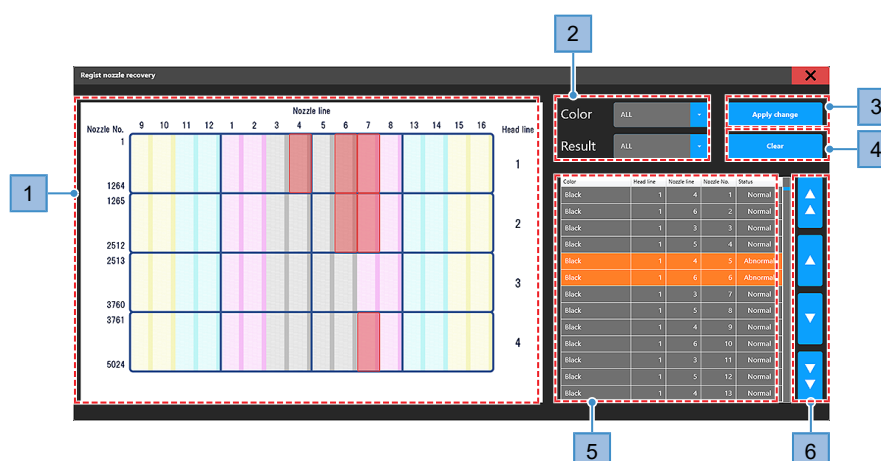 2
Regist nozzle recovery
Nozzle line
Nozzle No. 9 10 11 12 1 2 3 4 5 6 7 8 13 14 15 16 Head line
1
1
1264
1265
2
2512
2513
3
3760
3761
4
5024
1
Color ALL
Result ALL
Apply change
3
Clear
4
Color Head line Nozzle line Nozzle No. Status
Black 1 4 1 Normal
Black 1 6 2 Normal
Black 1 3 3 Normal
Black 1 5 4 Normal
Black 1 4 5 Abnormal
Black 1 6 6 Abnormal
Black 1 3 7 Normal
Black 1 5 8 Normal
Black 1 4 9 Normal
Black 1 6 10 Normal
Black 1 3 11 Normal
Black 1 5 12 Normal
Black 1 4 13 Normal
5
6